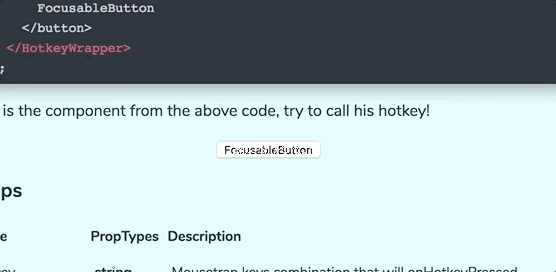 FocusableButton
</button>
</HotkeyWrapper>
;
is the component from the above code, try to call his hotkey!
FocusableButton
ps
e PropTypes Description
key string Mousetrap keys combination that will onHotkeyPressed